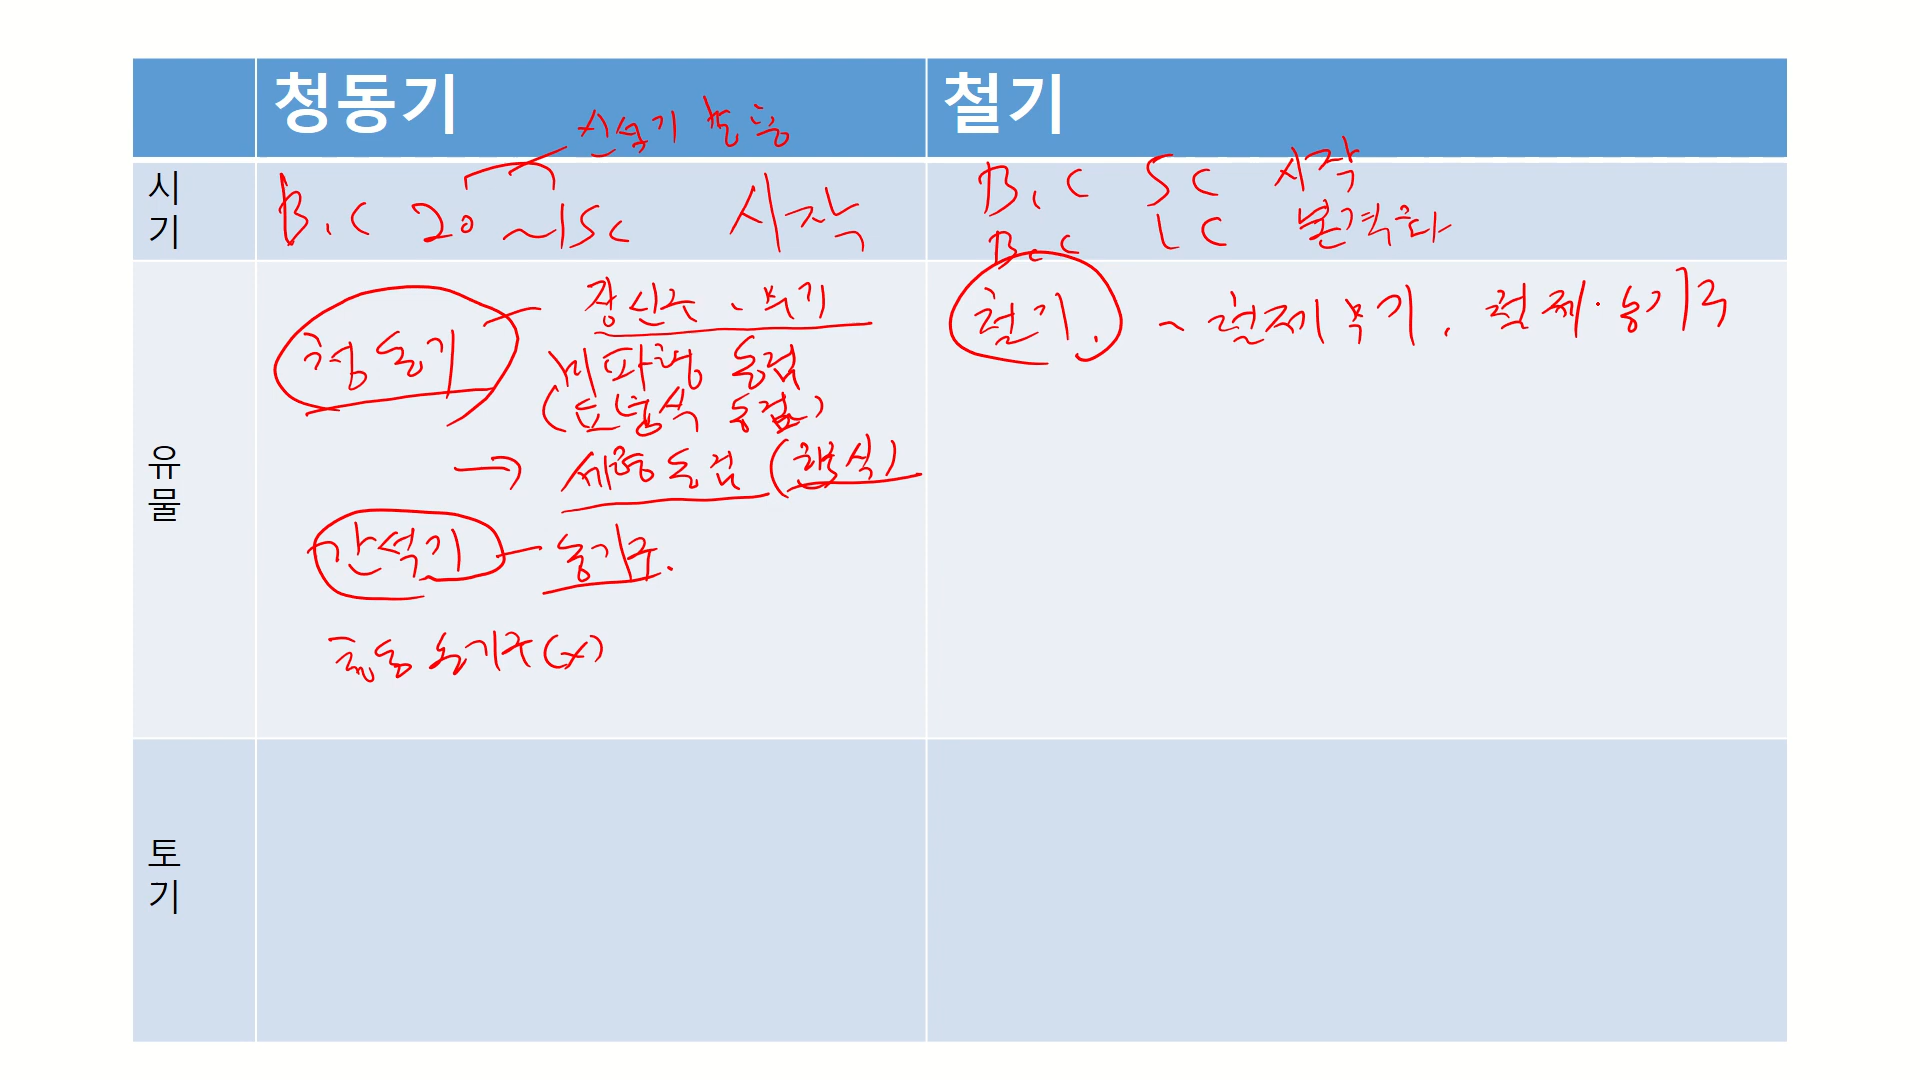 청동기
철기
신석기 활동
시기
B.C 20~15C 시작
B.C 5C 시작
B.C 1C 본격화
유물
청동기
장신구、무기
비파형 동검
(요녕식 동검)
→ 세형동검 (한식)
간석기 - 농기구.
청동 농기구(x)
철기. ~ 철제무기. 철제·농기구
토기